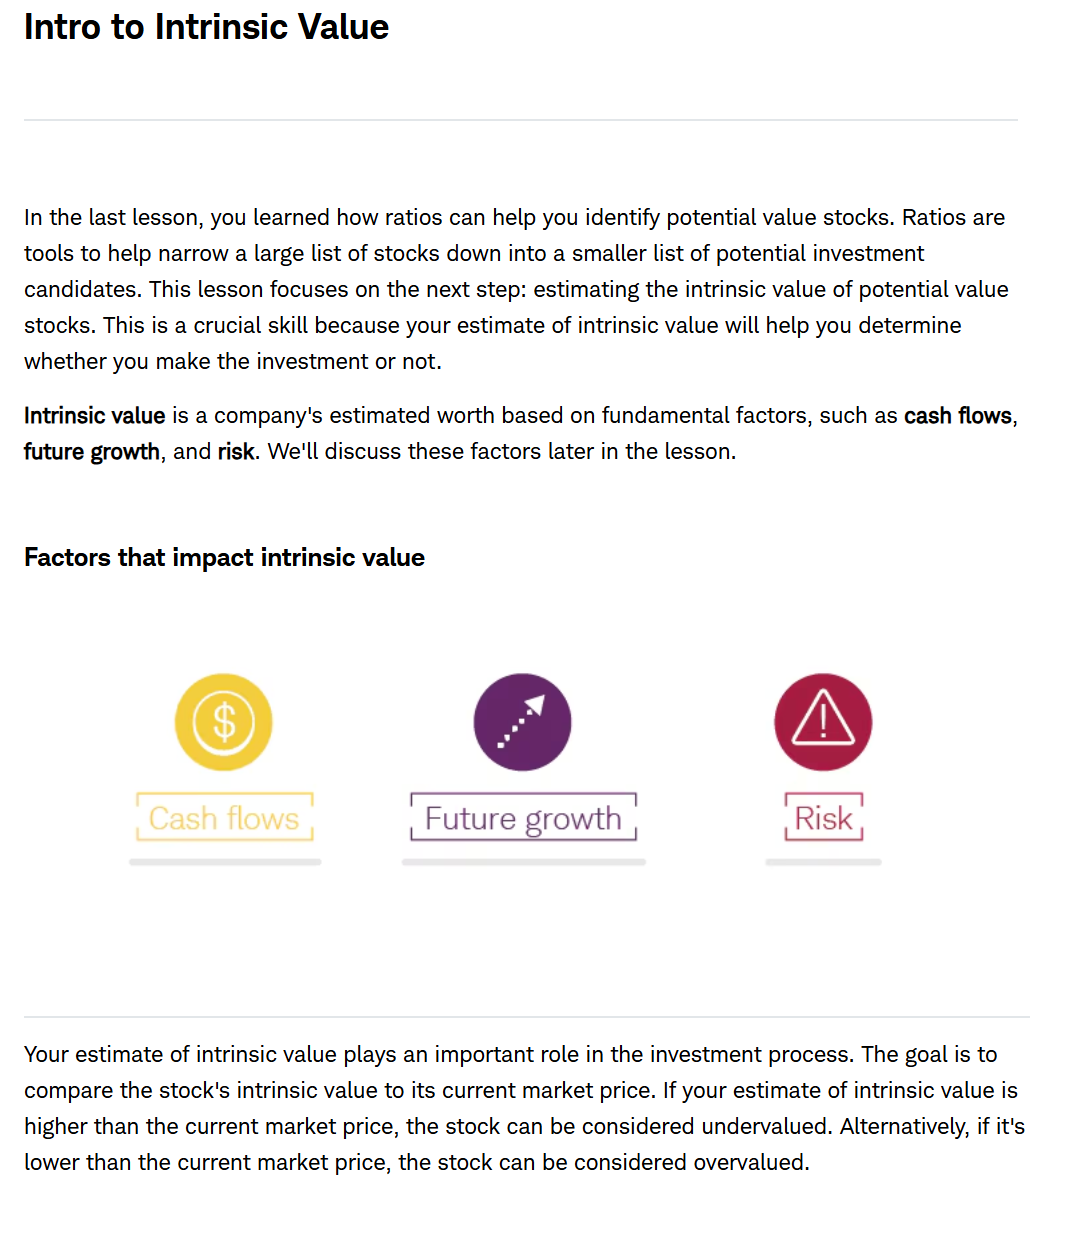 Intro to Intrinsic Value
In the last lesson, you learned how ratios can help you identify potential value stocks. Ratios are
tools to help narrow a large list of stocks down into a smaller list of potential investment
candidates. This lesson focuses on the next step: estimating the intrinsic value of potential value
stocks. This is a crucial skill because your estimate of intrinsic value will help you determine
whether you make the investment or not.
Intrinsic value is a company's estimated worth based on fundamental factors, such as cash flows,
future growth, and risk. We'll discuss these factors later in the lesson.
Factors that impact intrinsic value
$ !
Cash flows Future growth Risk
Your estimate of intrinsic value plays an important role in the investment process. The goal is to
compare the stock's intrinsic value to its current market price. If your estimate of intrinsic value is
higher than the current market price, the stock can be considered undervalued. Alternatively, if it's
lower than the current market price, the stock can be considered overvalued.